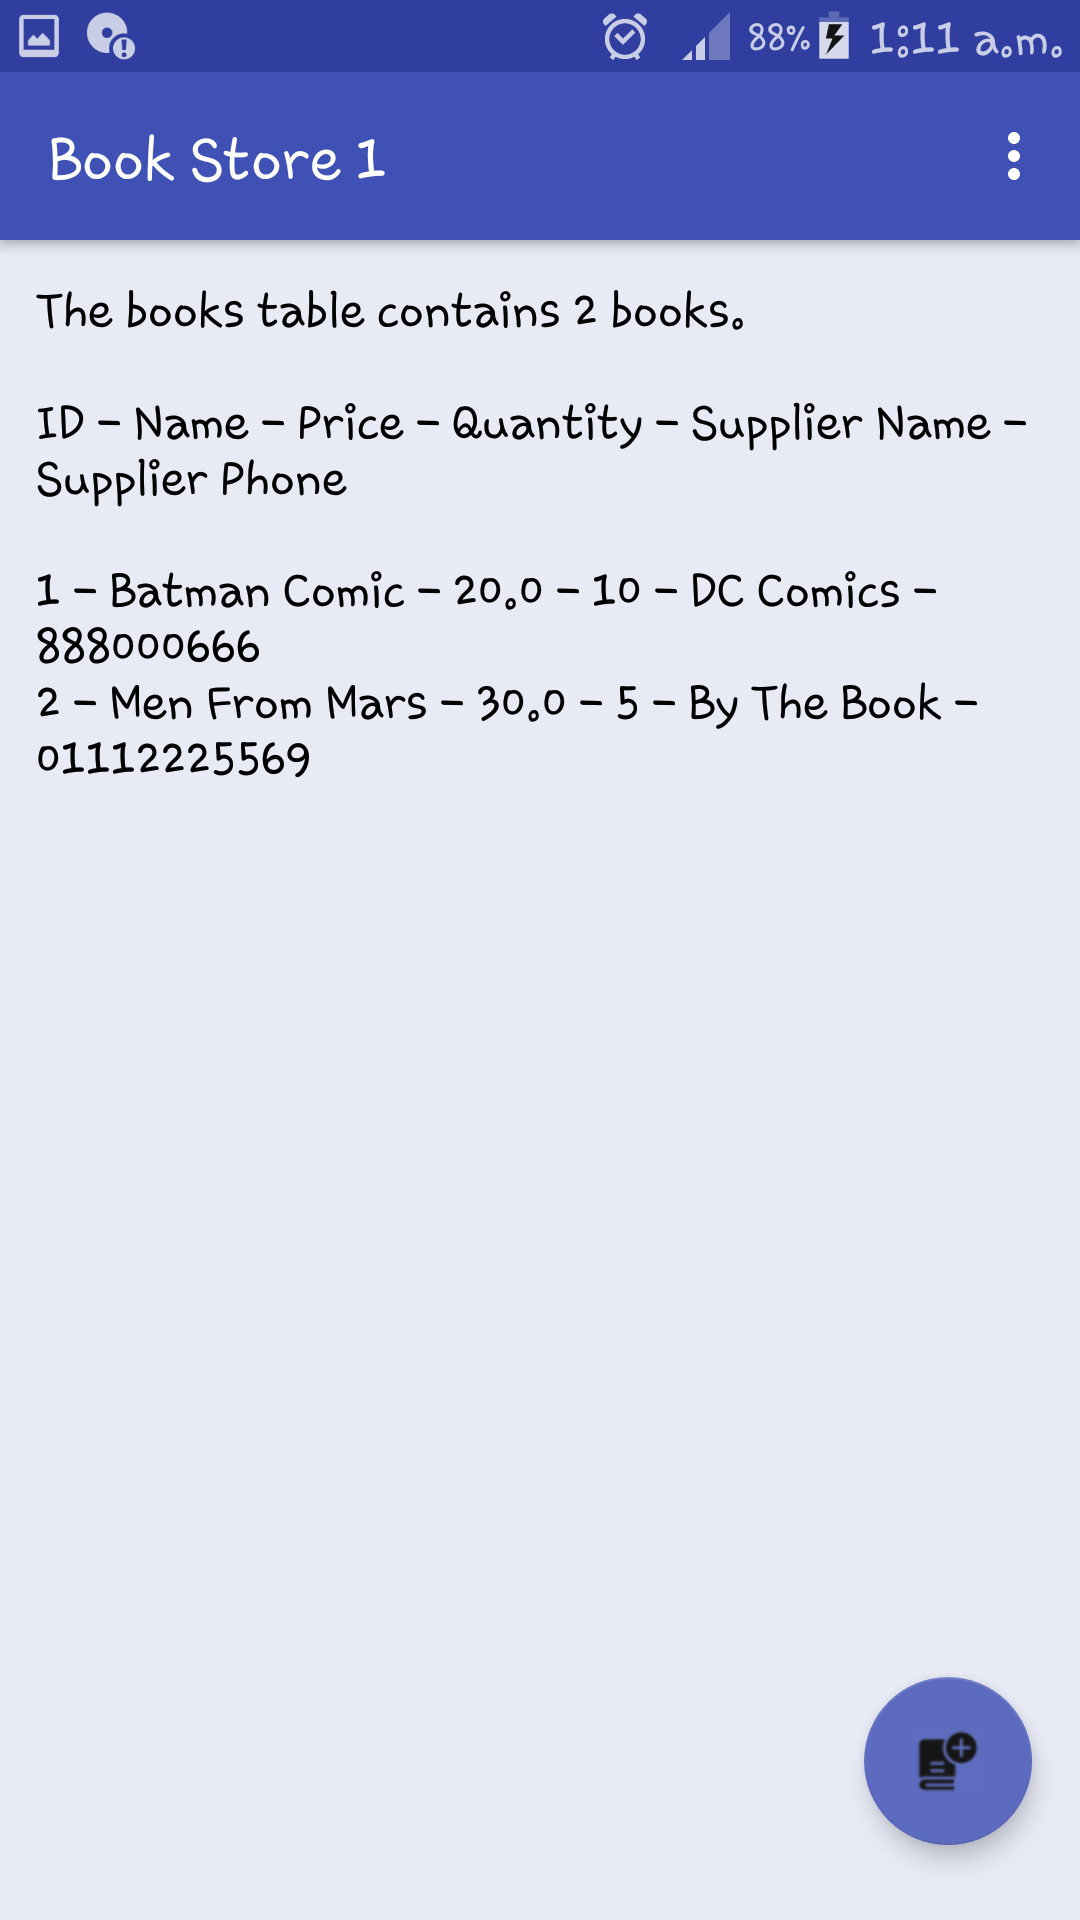 88% 1:11 a.m.
Book Store 1
The books table contains 2 books.
ID - Name - Price - Quantity - Supplier Name -
Supplier Phone
1 - Batman Comic - 20.0 - 10 - DC Comics -
888000666
2 - Men From Mars - 30.0 - 5 - By The Book -
01112225569